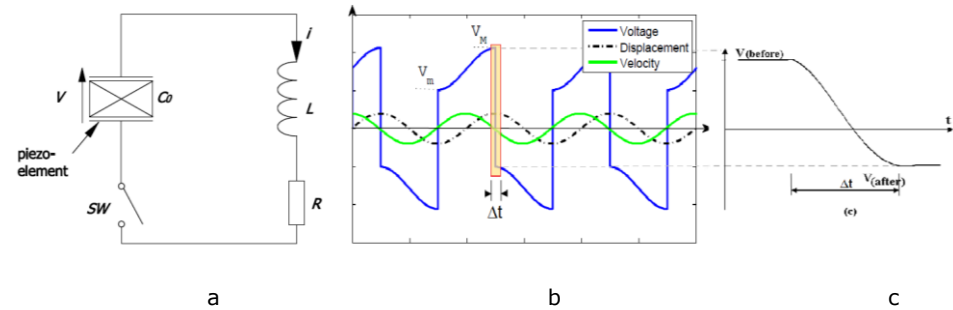 i
V
C0
L
piezo-
element
SW
R
a
VM
Vm
Voltage
Displacement
Velocity
Δt
b
V(before)
t
V(after)
Δt
(c)
c